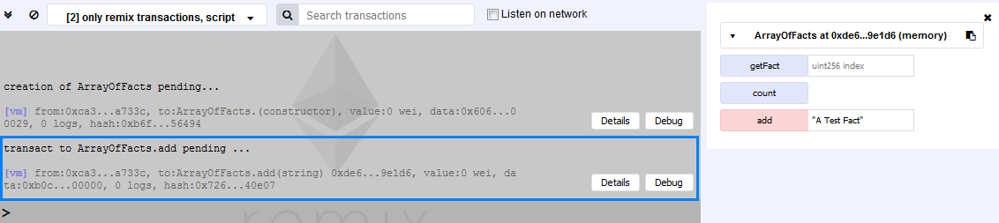 [2] only remix transactions, script
Search transactions
Listen on network
creation of ArrayOfFacts pending...
[vm] from:0xca3...a733c, to:ArrayOfFacts.(constructor), value:0 wei, data:0x606...0
0029, 0 logs, hash:0xb6f...56494
Details
Debug
transact to ArrayOfFacts.add pending ...
[vm] from:0xca3...a733c, to:ArrayOfFacts.add(string) 0xde6...9e1d6, value:0 wei, da
ta:0xb0c...00000, 0 logs, hash:0x726...40e07
Details
Debug
>
remix
ArrayOfFacts at 0xde6...9e1d6 (memory)
getFact
uint256 index
count
add
"A Test Fact"